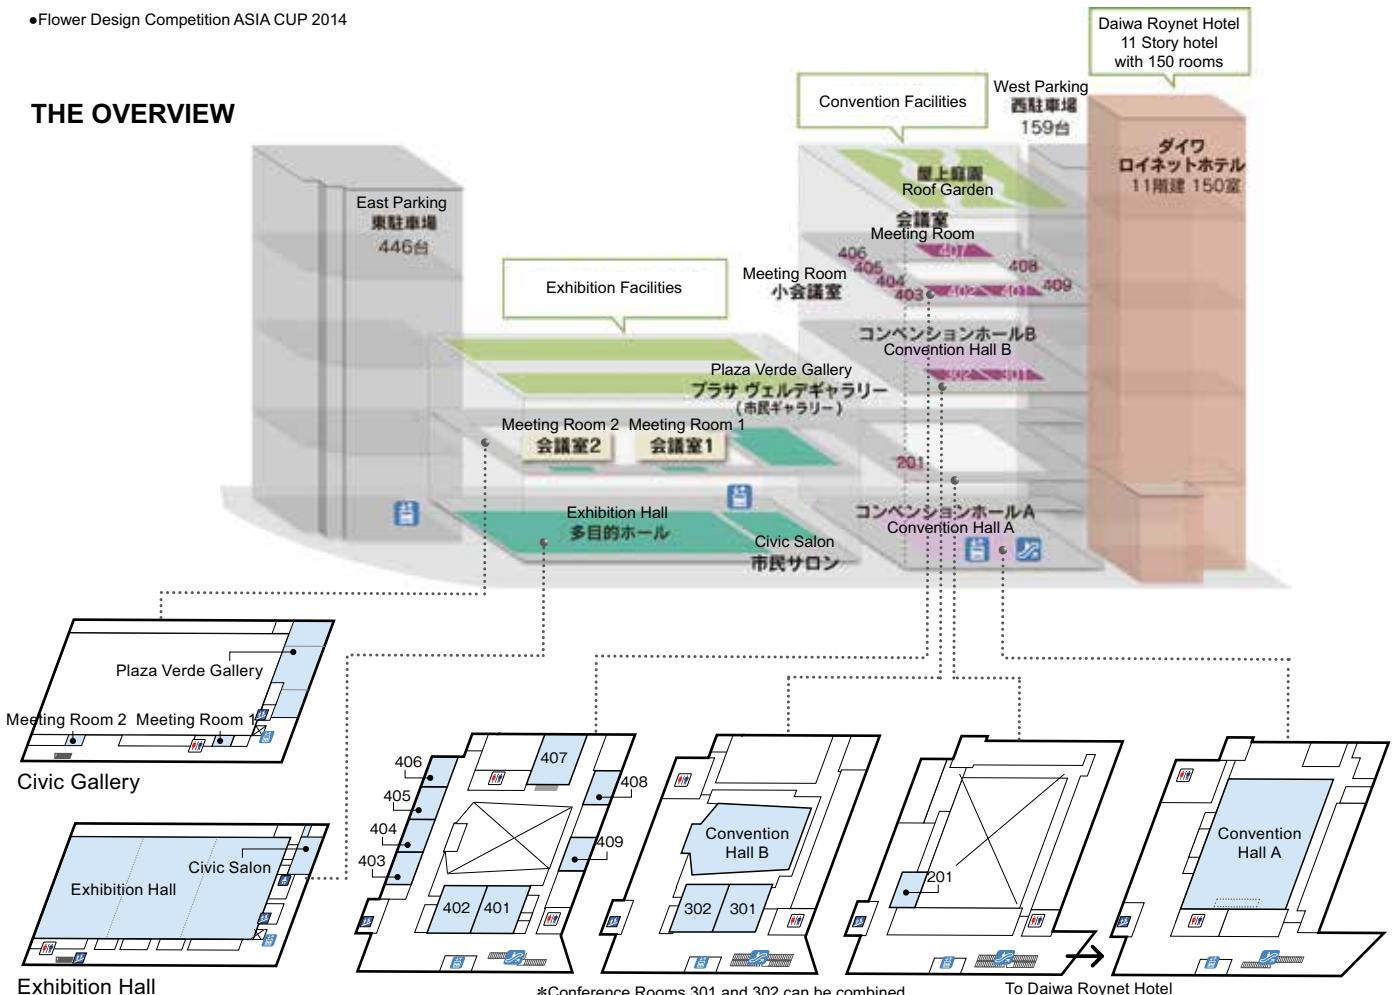 ●Flower Design Competition ASIA CUP 2014
THE OVERVIEW
Daiwa Roynet Hotel
11 Story hotel
with 150 rooms
Convention Facilities
West Parking
西駐車場
159台
ダイワ
ロイネットホテル
11階建 150室
屋上庭園
Roof Garden
East Parking
東駐車場
446台
会議室
Meeting Room
407
406
405
404
403
402
401
408
409
Meeting Room
小会議室
Exhibition Facilities
コンベンションホールB
Convention Hall B
302
301
Plaza Verde Gallery
プラサ ヴェルデギャラリー
(市民ギャラリー)
Meeting Room 2
Meeting Room 1
会議室2
会議室1
201
Exhibition Hall
多目的ホール
Civic Salon
市民サロン
コンベンションホールA
Convention Hall A
Plaza Verde Gallery
Meeting Room 2
Meeting Room 1
Civic Gallery
Civic Salon
Exhibition Hall
Exhibition Hall
406
405
404
403
407
408
409
402
401
Convention
Hall B
302
301
201
Convention
Hall A
*Conference Rooms 301 and 302 can be combined
To Daiwa Roynet Hotel